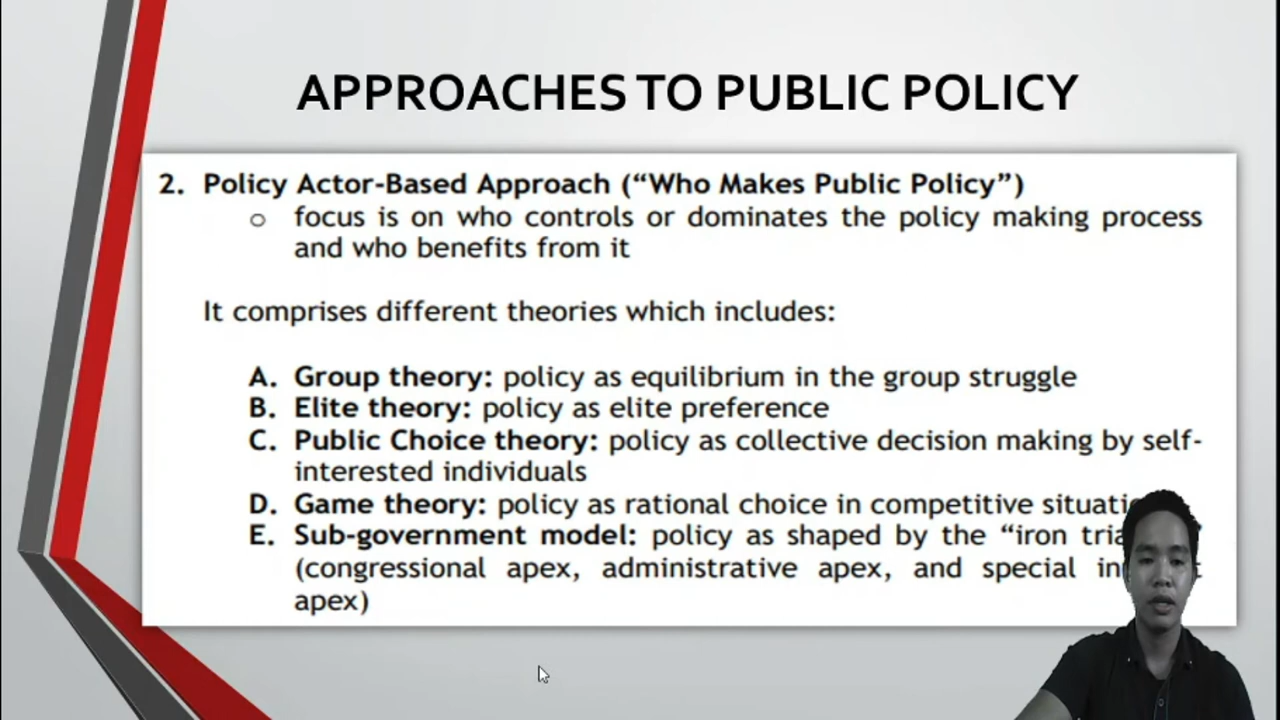 APPROACHES TO PUBLIC POLICY
2. Policy Actor-Based Approach (“Who Makes Public Policy”)
o focus is on who controls or dominates the policy making process
and who benefits from it
It comprises different theories which includes:
A. Group theory: policy as equilibrium in the group struggle
B. Elite theory: policy as elite preference
C. Public Choice theory: policy as collective decision making by self-
interested individuals
D. Game theory: policy as rational choice in competitive
E. Sub-government model: policy as shaped by the “iron
(congressional apex, administrative apex, and special
apex)